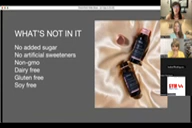 WHAT'S NOT IN IT
No added sugar
No artificial sweeteners
Non-gmo
Dairy free
Gluten free
Soy free